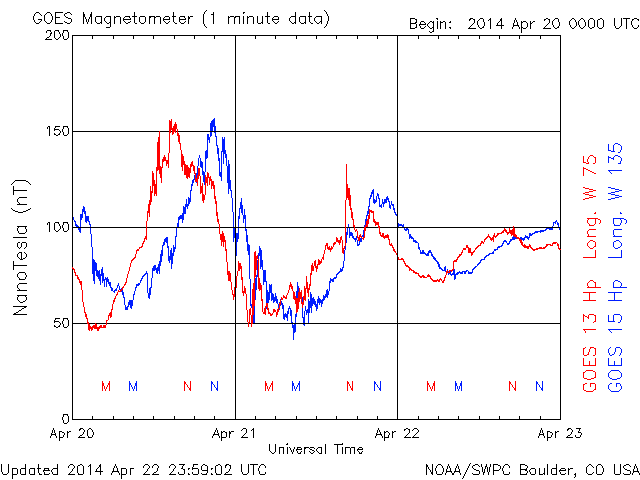 GOES Magnetometer (1 minute data)
Begin: 2014 Apr 20 0000 UTC
200
150
100
50
0
NanoTesla (nT)
M M N N M M N N M M N N
Apr 20 Apr 21 Apr 22 Apr 23
Universal Time
GOES 13 Hp Long. W 75
GOES 15 Hp Long. W 135
Updated 2014 Apr 22 23:59:02 UTC
NOAA/SWPC Boulder, CO USA